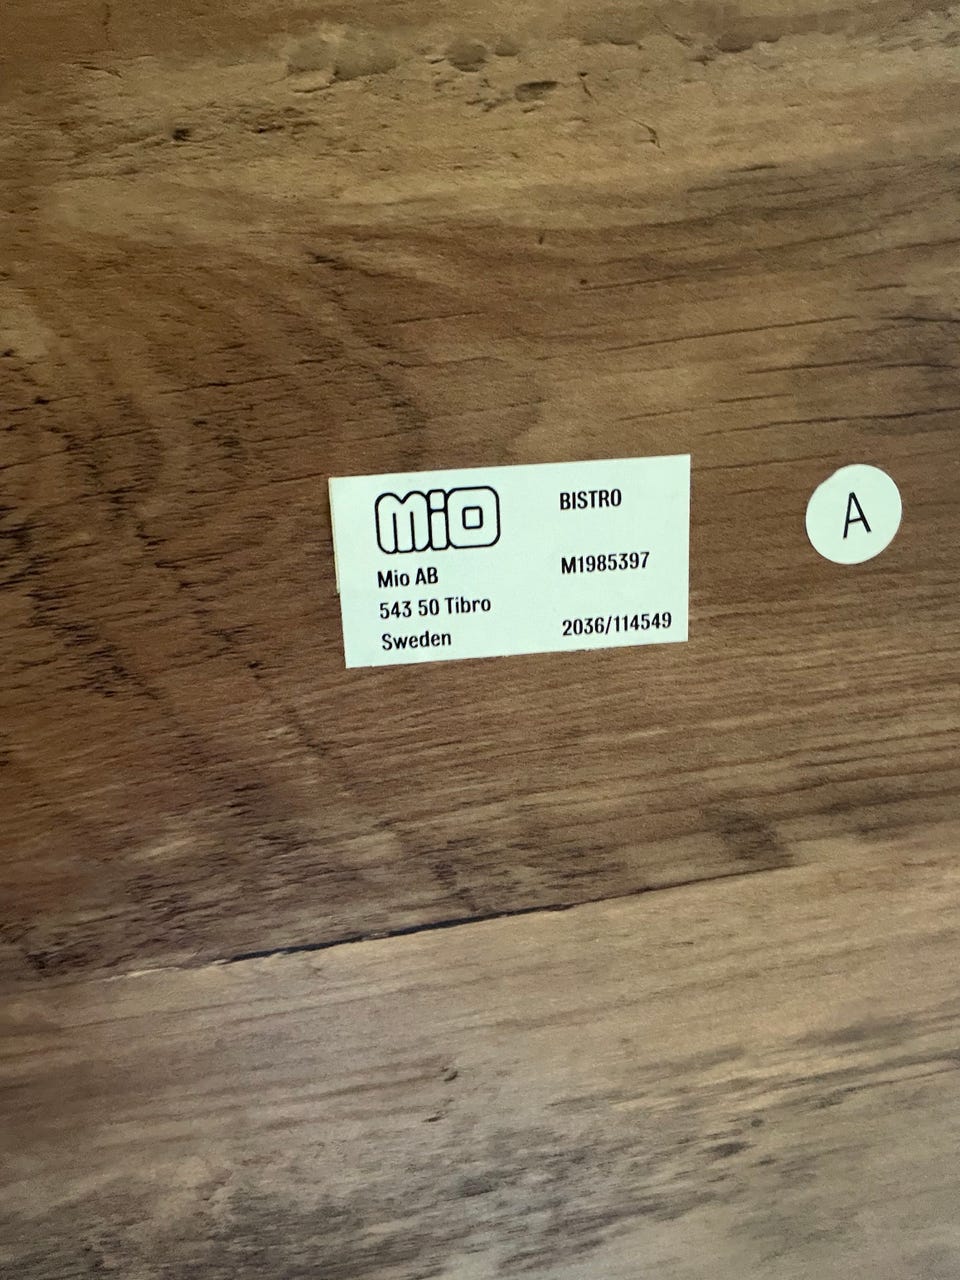 mio
Mio AB
543 50 Tibro
Sweden
BISTRO
M1985397
2036/114549
A